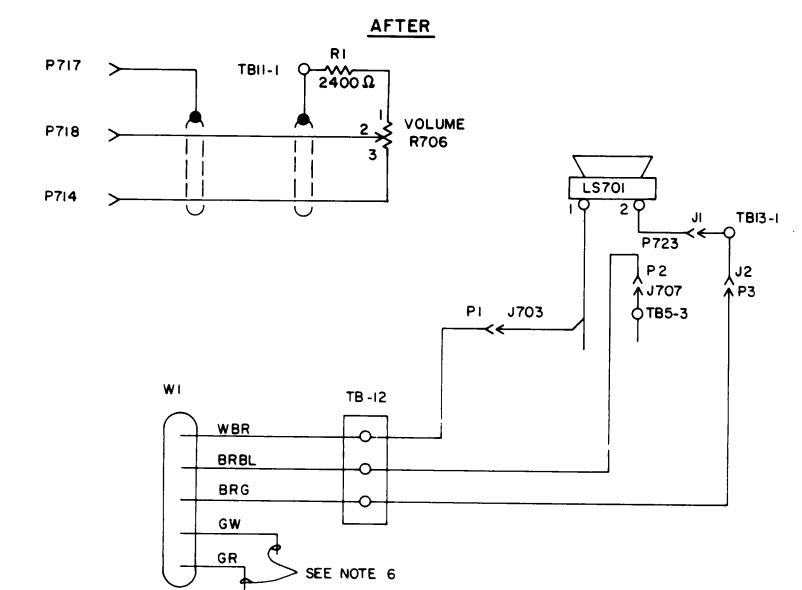 AFTER
P717
TB11-1
R1
2400 Ω
P718
1
2
3
VOLUME
R706
P714
LS701
1
2
J1
TB13-1
P723
P2
J707
TB5-3
J2
P3
P1
J703
W1
TB-12
WBR
BRBL
BRG
GW
GR
SEE NOTE 6